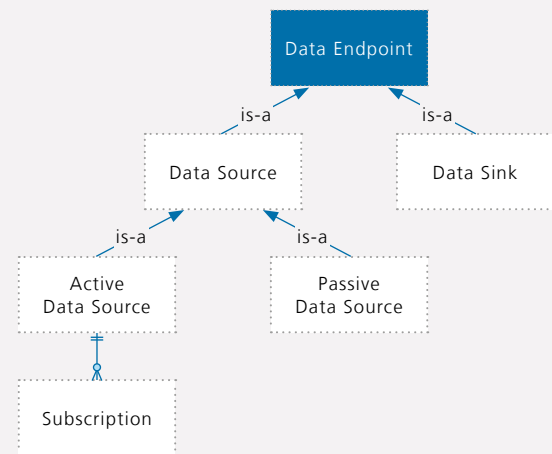 Data Endpoint
is-a
is-a
Data Source
Data Sink
is-a
is-a
Active
Data Source
Passive
Data Source
Subscription